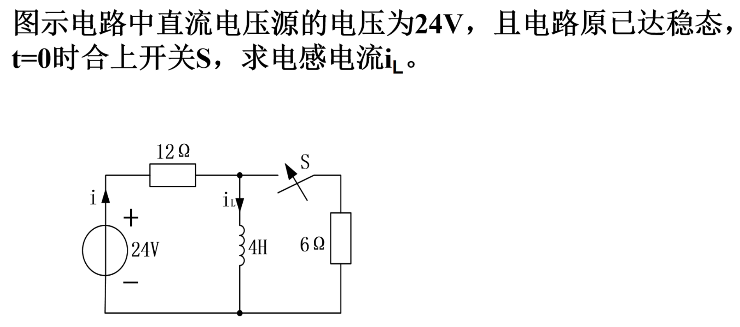 图示电路中直流电压源的电压为24V，且电路原已达稳态，
t=0时合上开关S，求电感电流iL。
12Ω
S
i
iL
+
24V
4H
6Ω
−